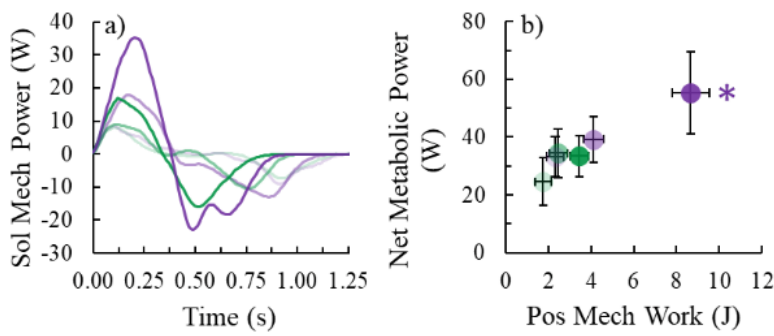 a)
Sol Mech Power (W)
40
30
20
10
0
-10
-20
-30
0.00 0.25 0.50 0.75 1.00 1.25
Time (s)
b)
Net Metabolic Power
(W)
80
60
40
20
0
*
0 2 4 6 8 10 12
Pos Mech Work (J)